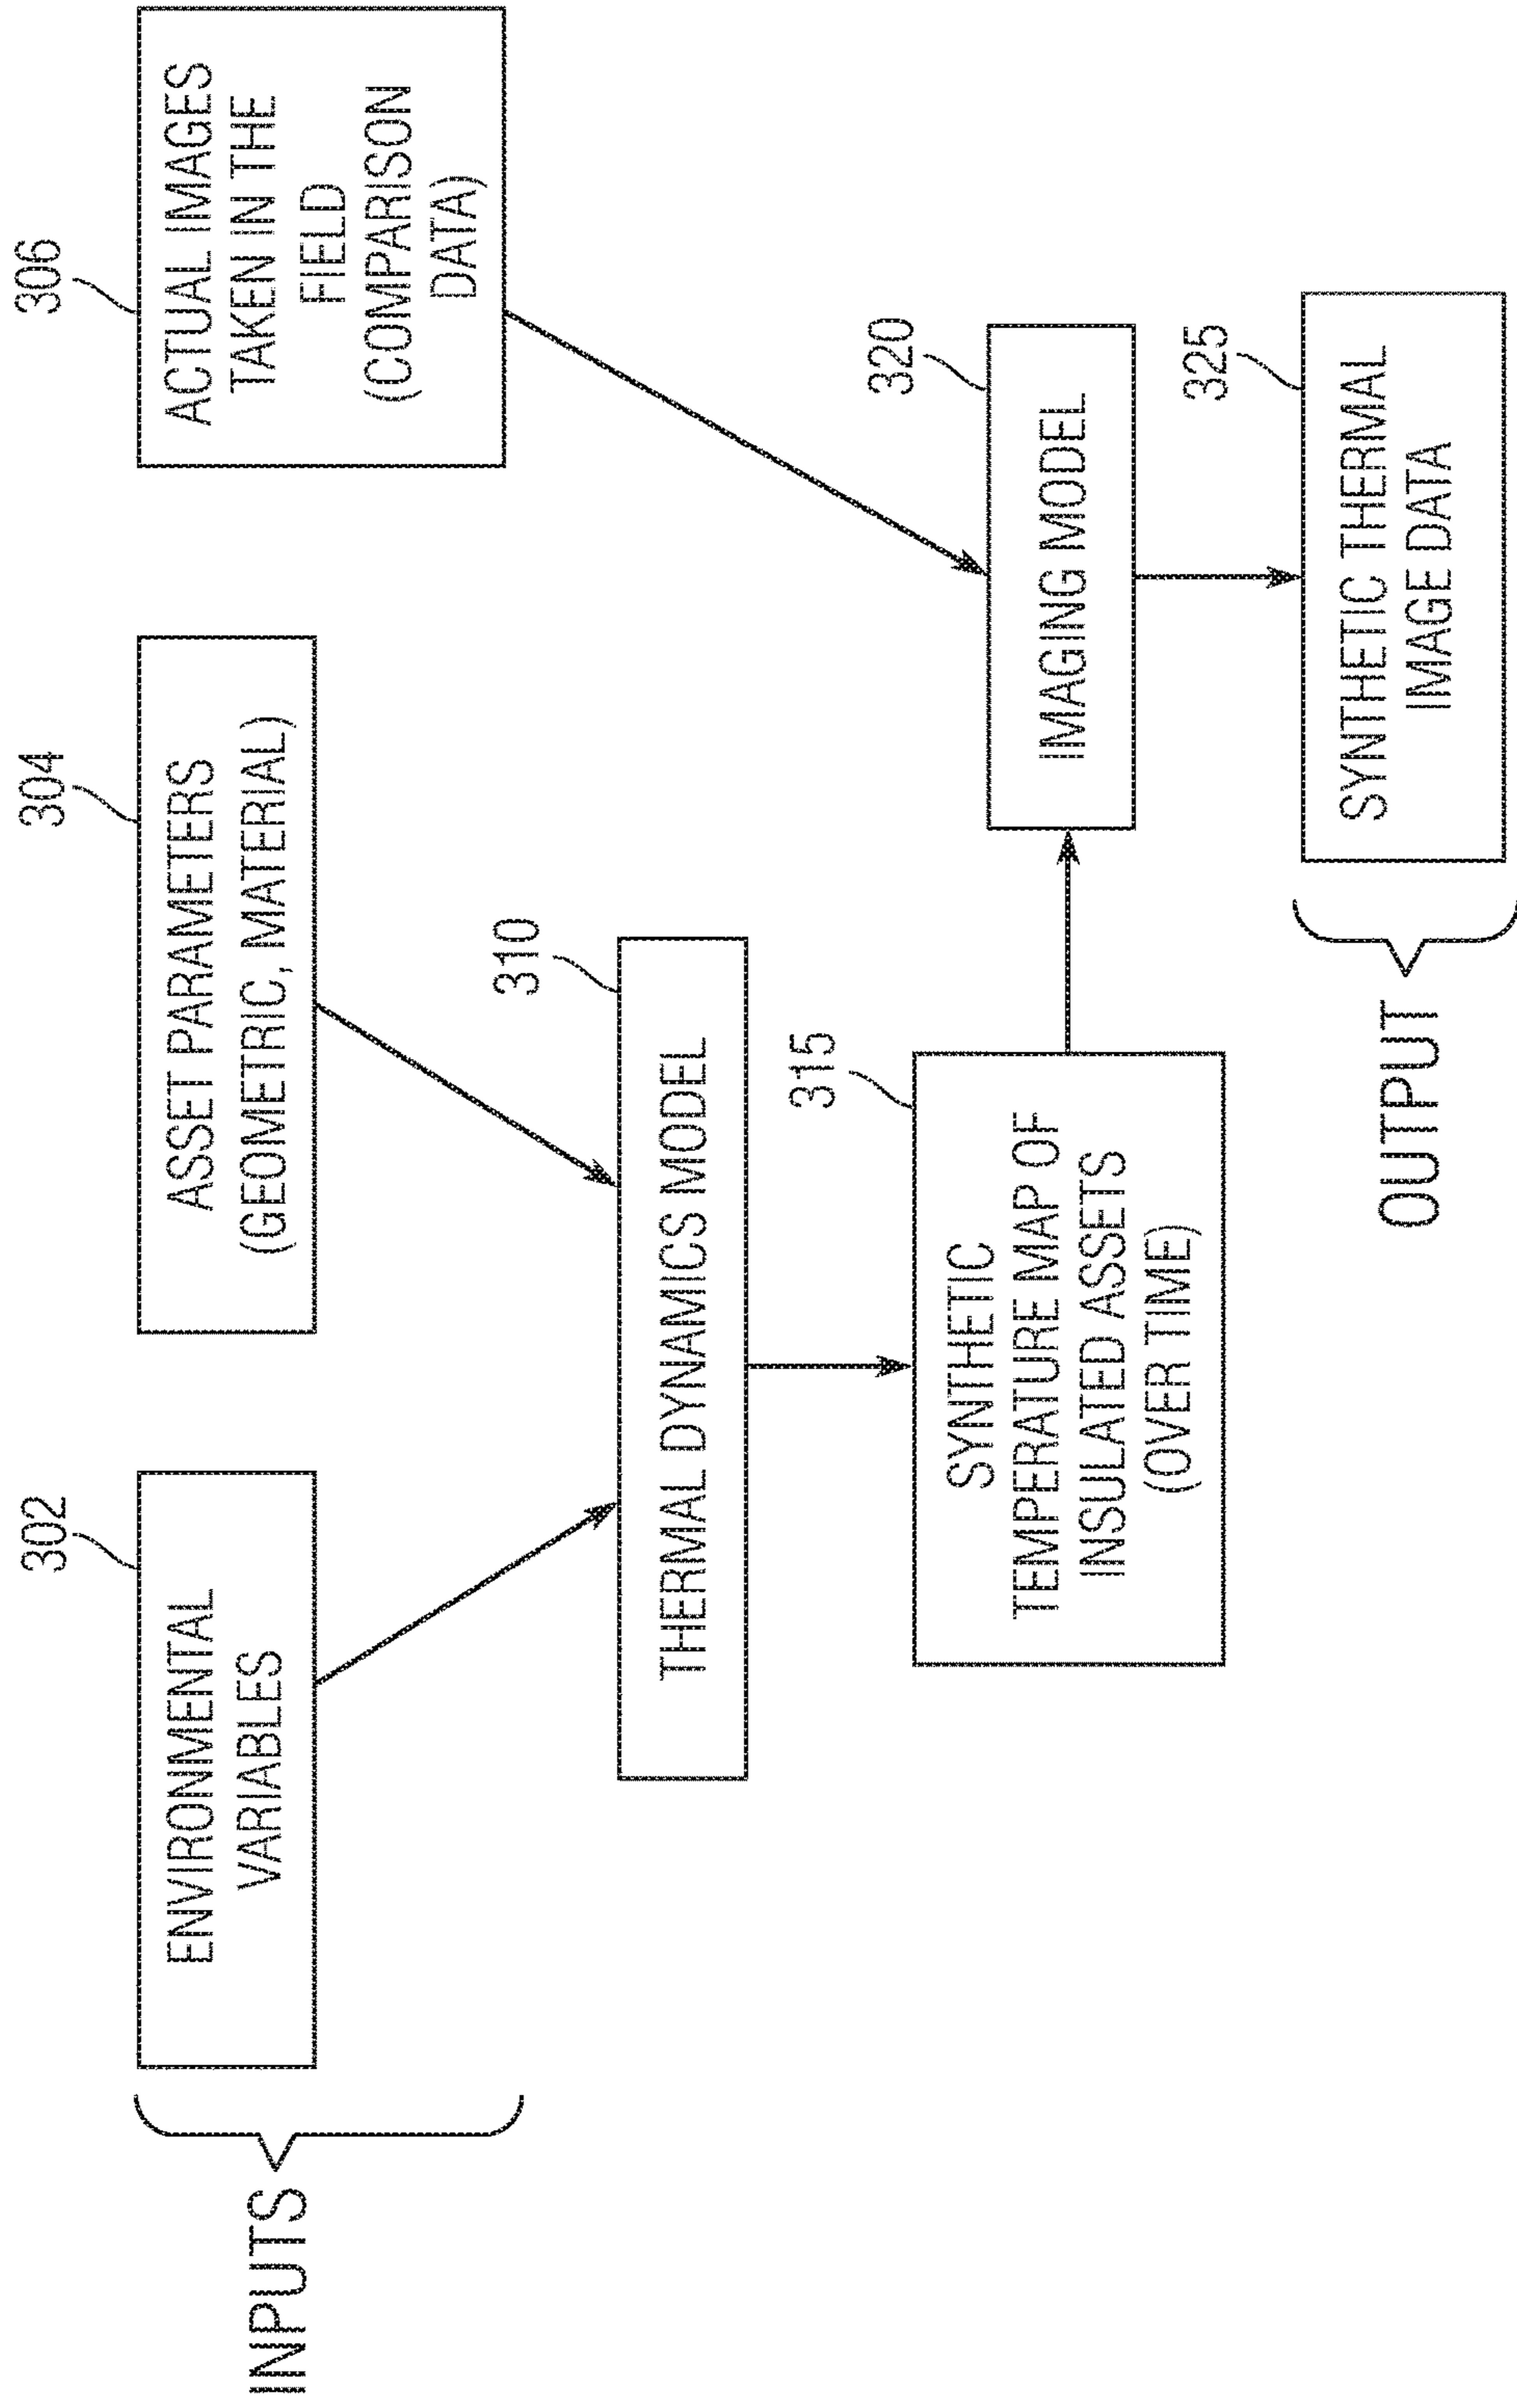 INPUTS
302
ENVIRONMENTAL
VARIABLES
304
ASSET PARAMETERS
(GEOMETRIC, MATERIAL)
306
ACTUAL IMAGES
TAKEN IN THE
FIELD
(COMPARISON
DATA)
310
THERMAL DYNAMICS MODEL
315
SYNTHETIC
TEMPERATURE MAP OF
INSULATED ASSETS
(OVER TIME)
320
IMAGING MODEL
OUTPUT
325
SYNTHETIC THERMAL
IMAGE DATA